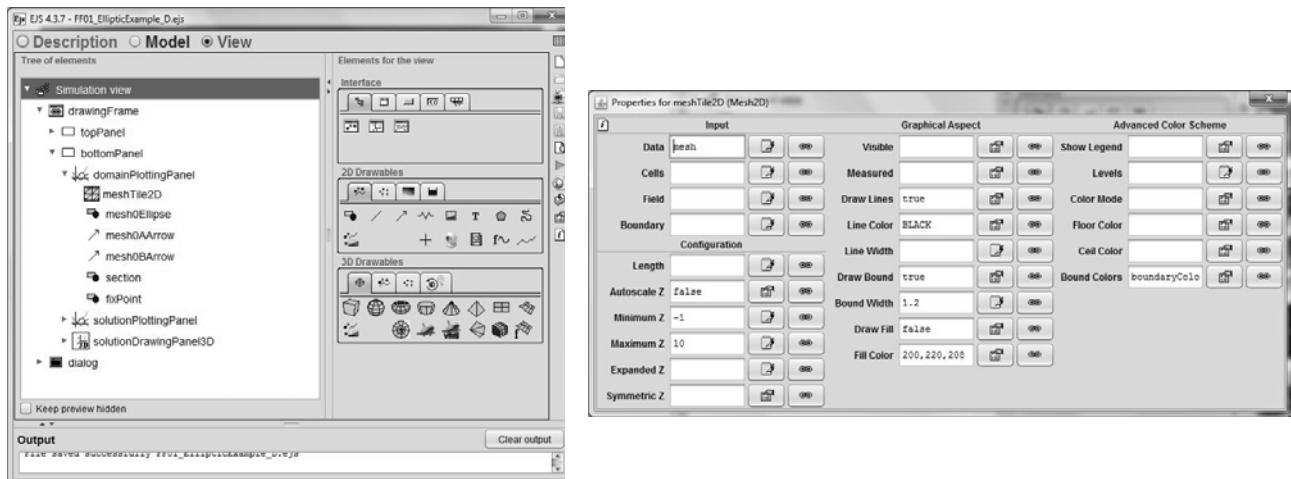 EJS 4.3.7 - FF01_EllipticExample_D.ejs
Description Model View
Tree of elements
Simulation view
drawingFrame
topPanel
bottomPanel
domainPlottingPanel
meshTile2D
mesh0Ellipse
mesh0AArrow
mesh0BArrow
section
fixPoint
solutionPlottingPanel
solutionDrawingPanel3D
dialog
Keep preview hidden
Elements for the view
Interface
2D Drawables
3D Drawables
Output
Clear output
File saved successfully FF01_EllipticExample_D.ejs
Properties for meshTile2D (Mesh2D)
Input
Data mesh
Cells
Field
Boundary
Configuration
Length
Autoscale Z false
Minimum Z -1
Maximum Z 10
Expanded Z
Symmetric Z
Graphical Aspect
Visible
Measured
Draw Lines true
Line Color BLACK
Line Width
Draw Bound true
Bound Width 1.2
Draw Fill false
Fill Color 200,220,208
Advanced Color Scheme
Show Legend
Levels
Color Mode
Floor Color
Ceil Color
Bound Colors boundaryColo